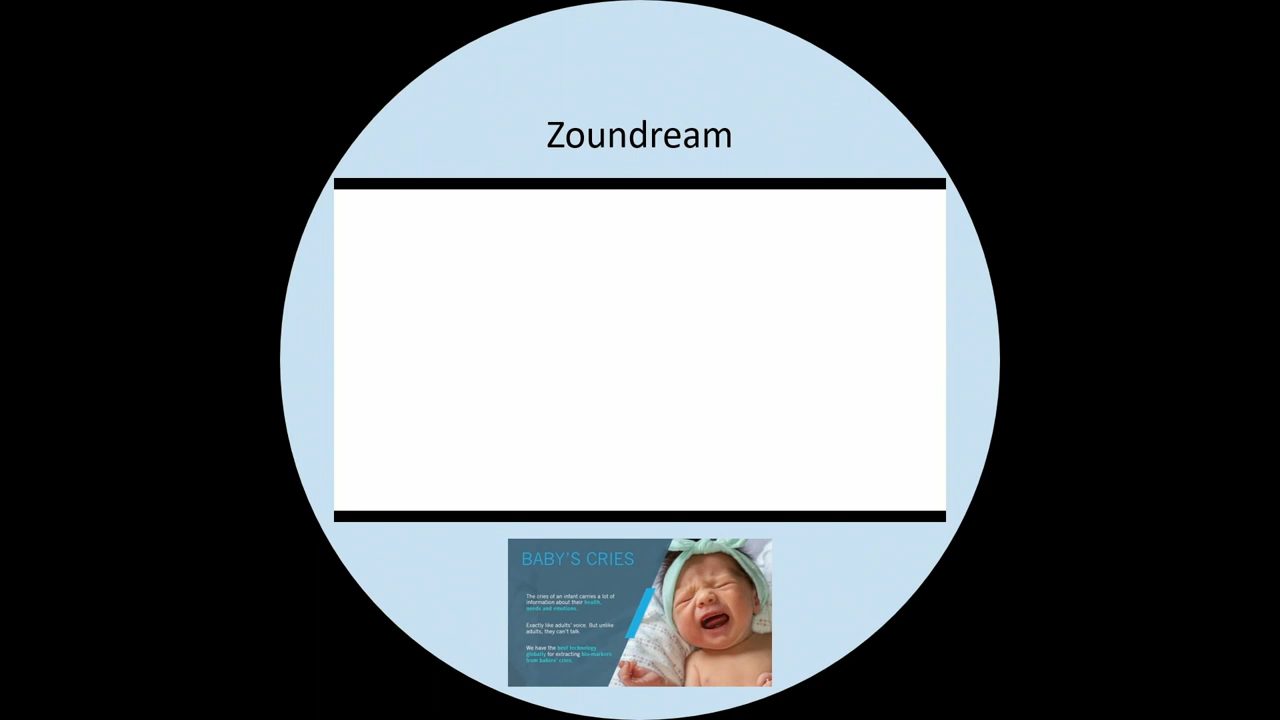 Zoundream
BABY'S CRIES
The cries of an infant carries a lot of
information about their health,
needs and emotions.
Exactly like adults' voice. But unlike
adults, they can't talk.
We have the best technology
globally for extracting bio-markers
from babies' cries.